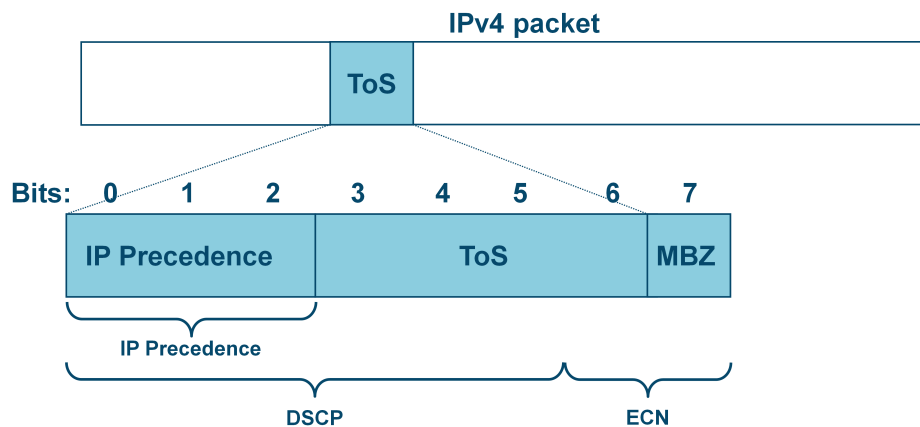 IPv4 packet
ToS
Bits: 0 1 2 3 4 5 6 7
IP Precedence ToS MBZ
IP Precedence
DSCP ECN